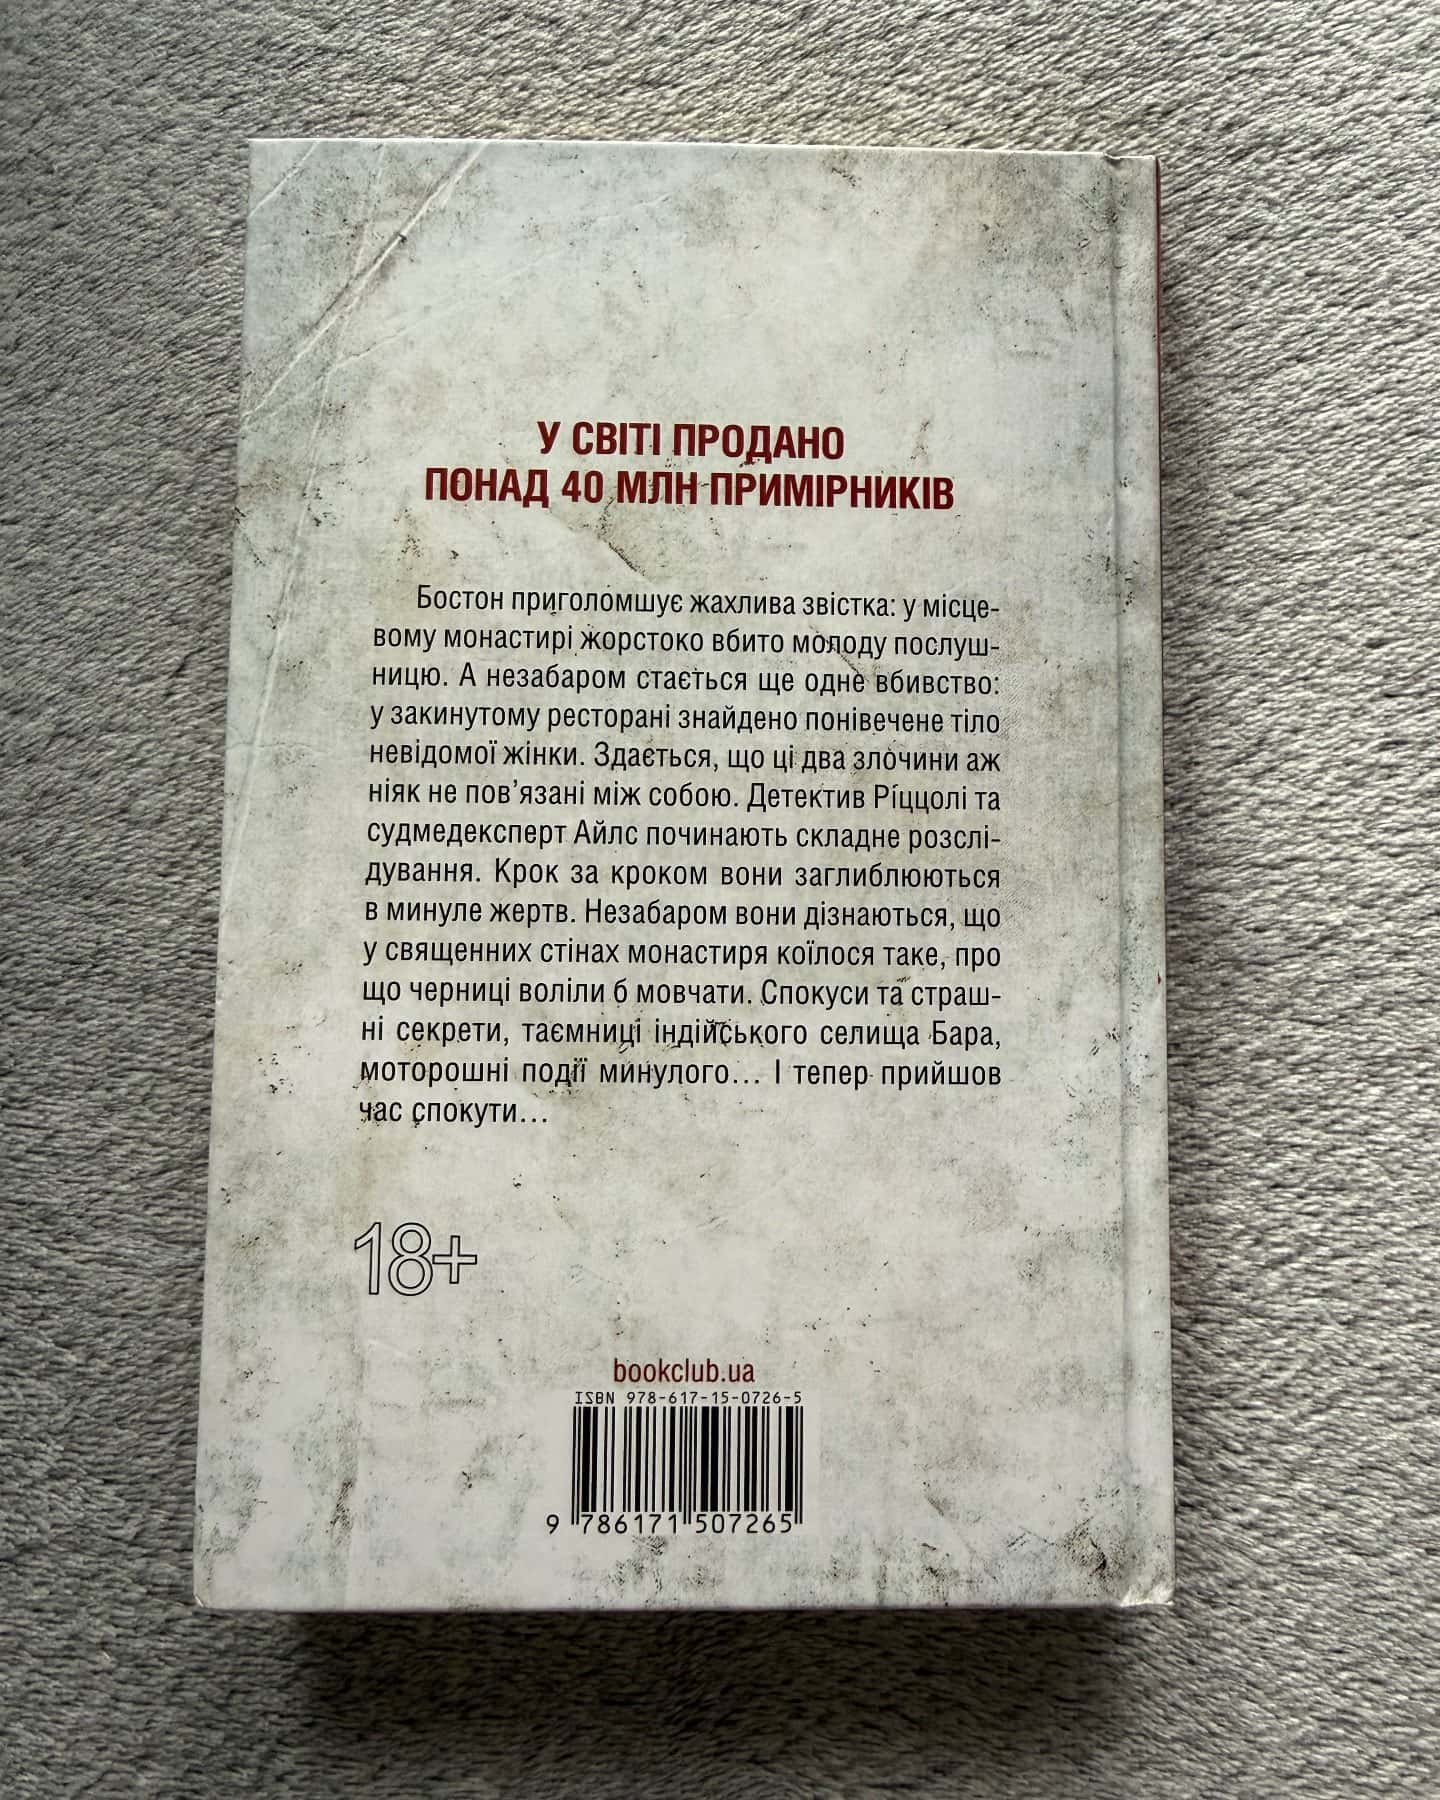 У СВІТІ ПРОДАНО
ПОНАД 40 МЛН ПРИМІРНИКІВ
Бостон приголомшує жахлива звістка: у місце-
вому монастирі жорстоко вбито молоду послуш-
ницю. А незабаром стається ще одне вбивство:
у закинутому ресторані знайдено понівечене тіло
невідомої жінки. Здається, що ці два злочини аж
ніяк не пов’язані між собою. Детектив Ріццолі та
судмедексперт Айлс починають складне розслі-
дування. Крок за кроком вони заглиблюються
в минуле жертв. Незабаром вони дізнаються, що
у священних стінах монастиря коїлося таке, про
що черниці воліли б мовчати. Спокуси та страш-
ні секрети, таємниці індійського селища Бара,
моторошні події минулого… І тепер прийшов
час спокути…
18+
bookclub.ua
ISBN 978-617-15-0726-5
9 786171 507265